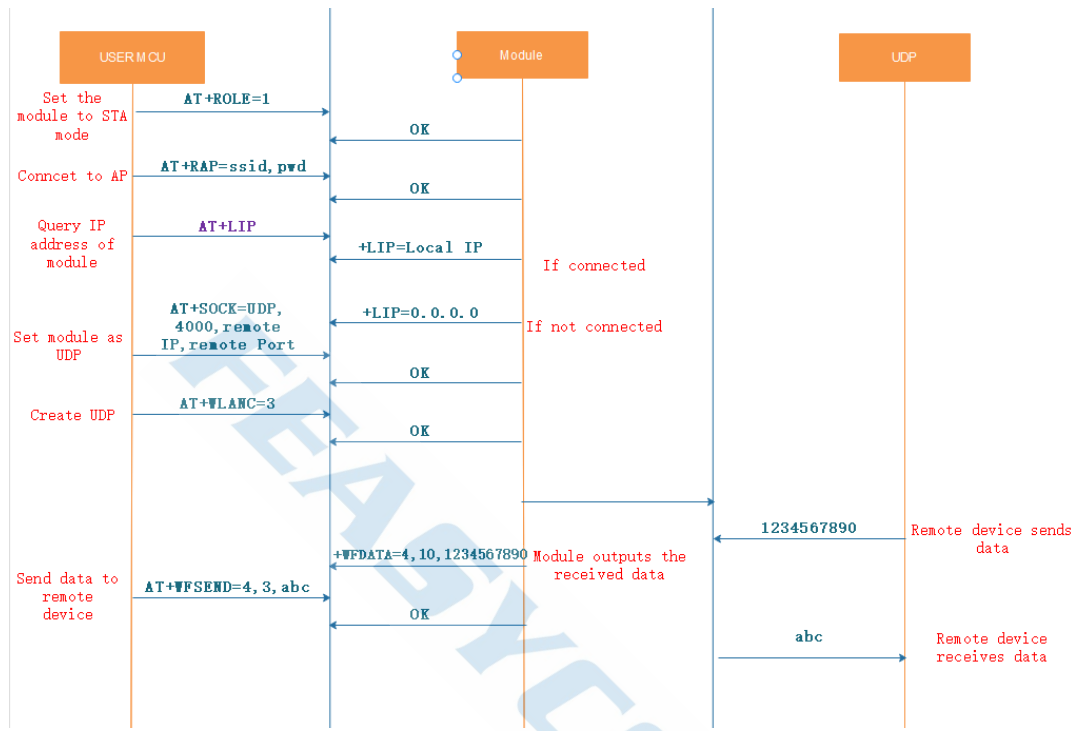 USER MCU
Module
UDP
Set the
module to STA
mode
AT+ROLE=1
OK
Conncet to AP
AT+RAP=ssid,pwd
OK
Query IP
address of
module
AT+LIP
+LIP=Local IP
If connected
AT+SOCK=UDP,
4000,remote
IP,remote Port
+LIP=0.0.0.0
If not connected
Set module as
UDP
OK
Create UDP
AT+WLANC=3
OK
1234567890
Remote device sends
data
+WFDATA=4,10,1234567890
Module outputs the
received data
Send data to
remote
device
AT+WFSEND=4,3,abc
OK
abc
Remote device
receives data
FEASYC